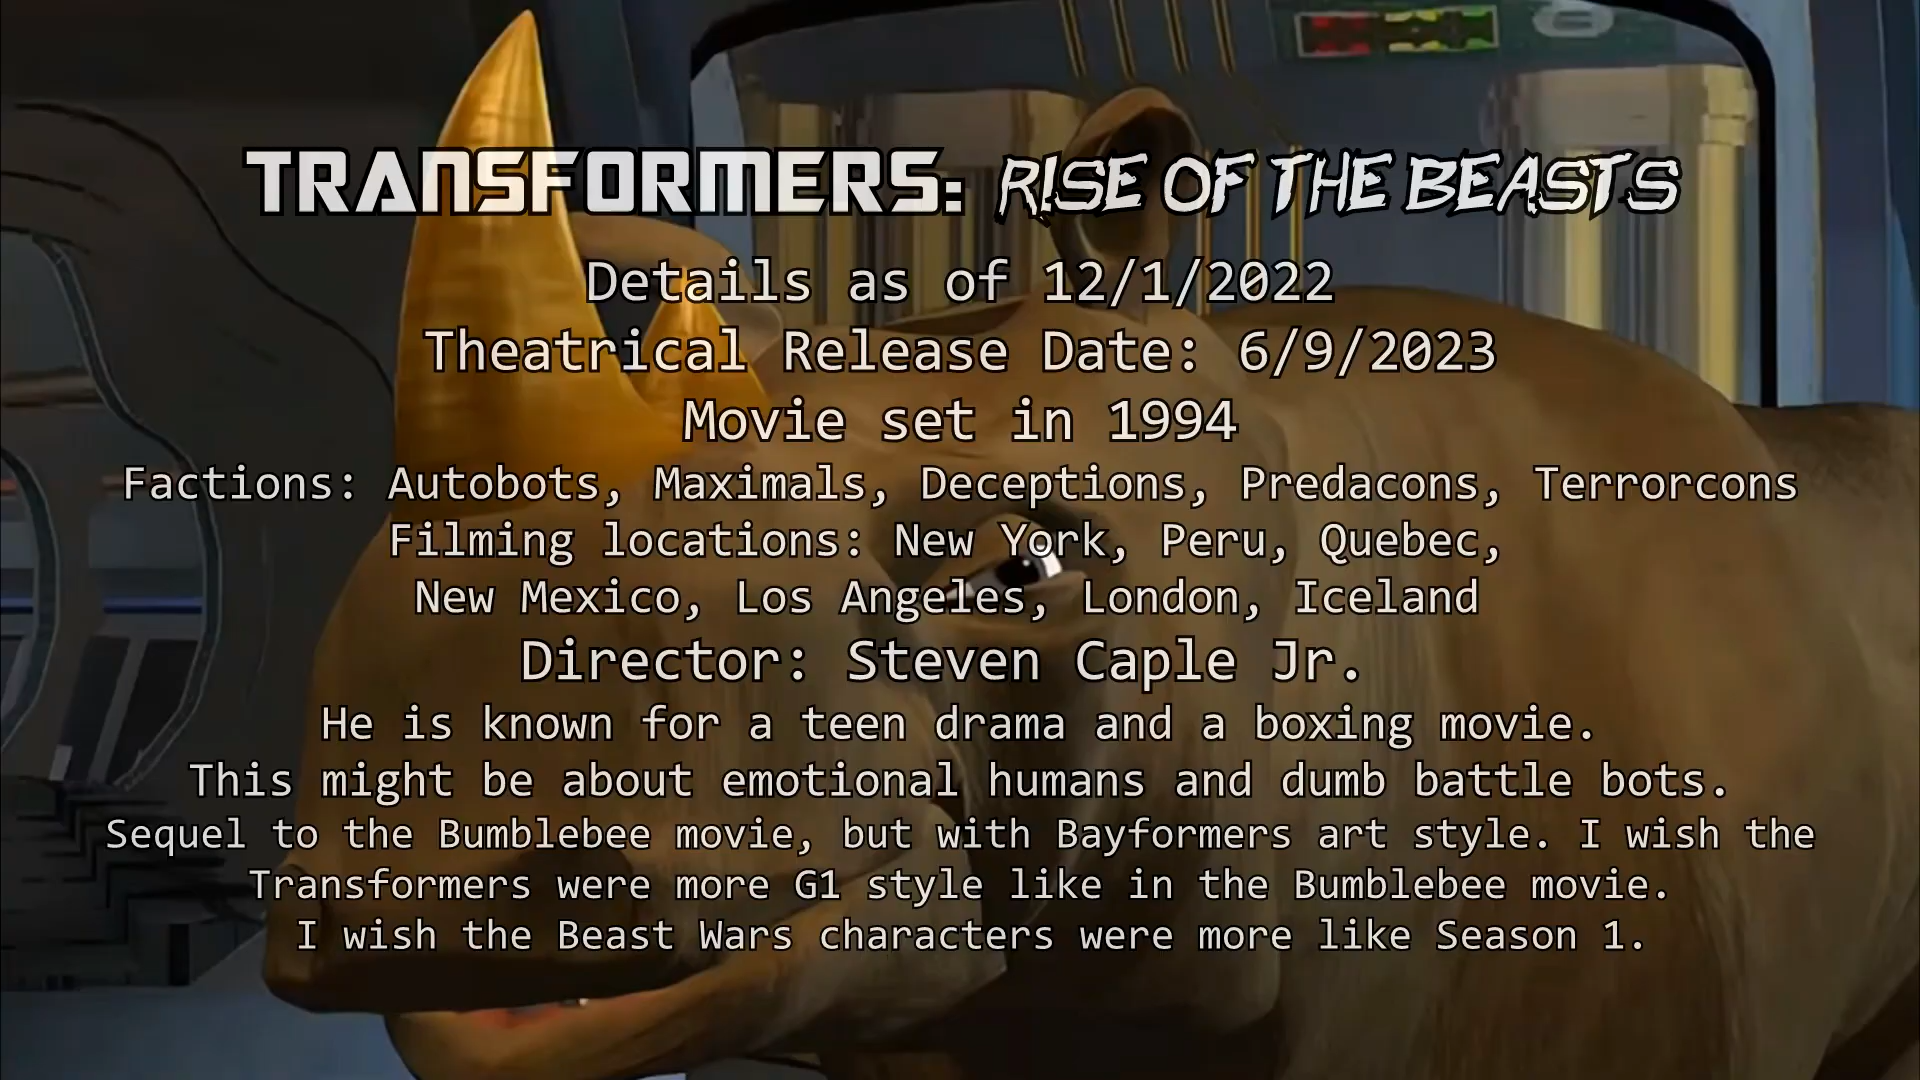 TRANSFORMERS: RISE OF THE BEASTS
Details as of 12/1/2022
Theatrical Release Date: 6/9/2023
Movie set in 1994
Factions: Autobots, Maximals, Deceptions, Predacons, Terrorcons
Filming locations: New York, Peru, Quebec,
New Mexico, Los Angeles, London, Iceland
Director: Steven Caple Jr.
He is known for a teen drama and a boxing movie.
This might be about emotional humans and dumb battle bots.
Sequel to the Bumblebee movie, but with Bayformers art style. I wish the
Transformers were more G1 style like in the Bumblebee movie.
I wish the Beast Wars characters were more like Season 1.